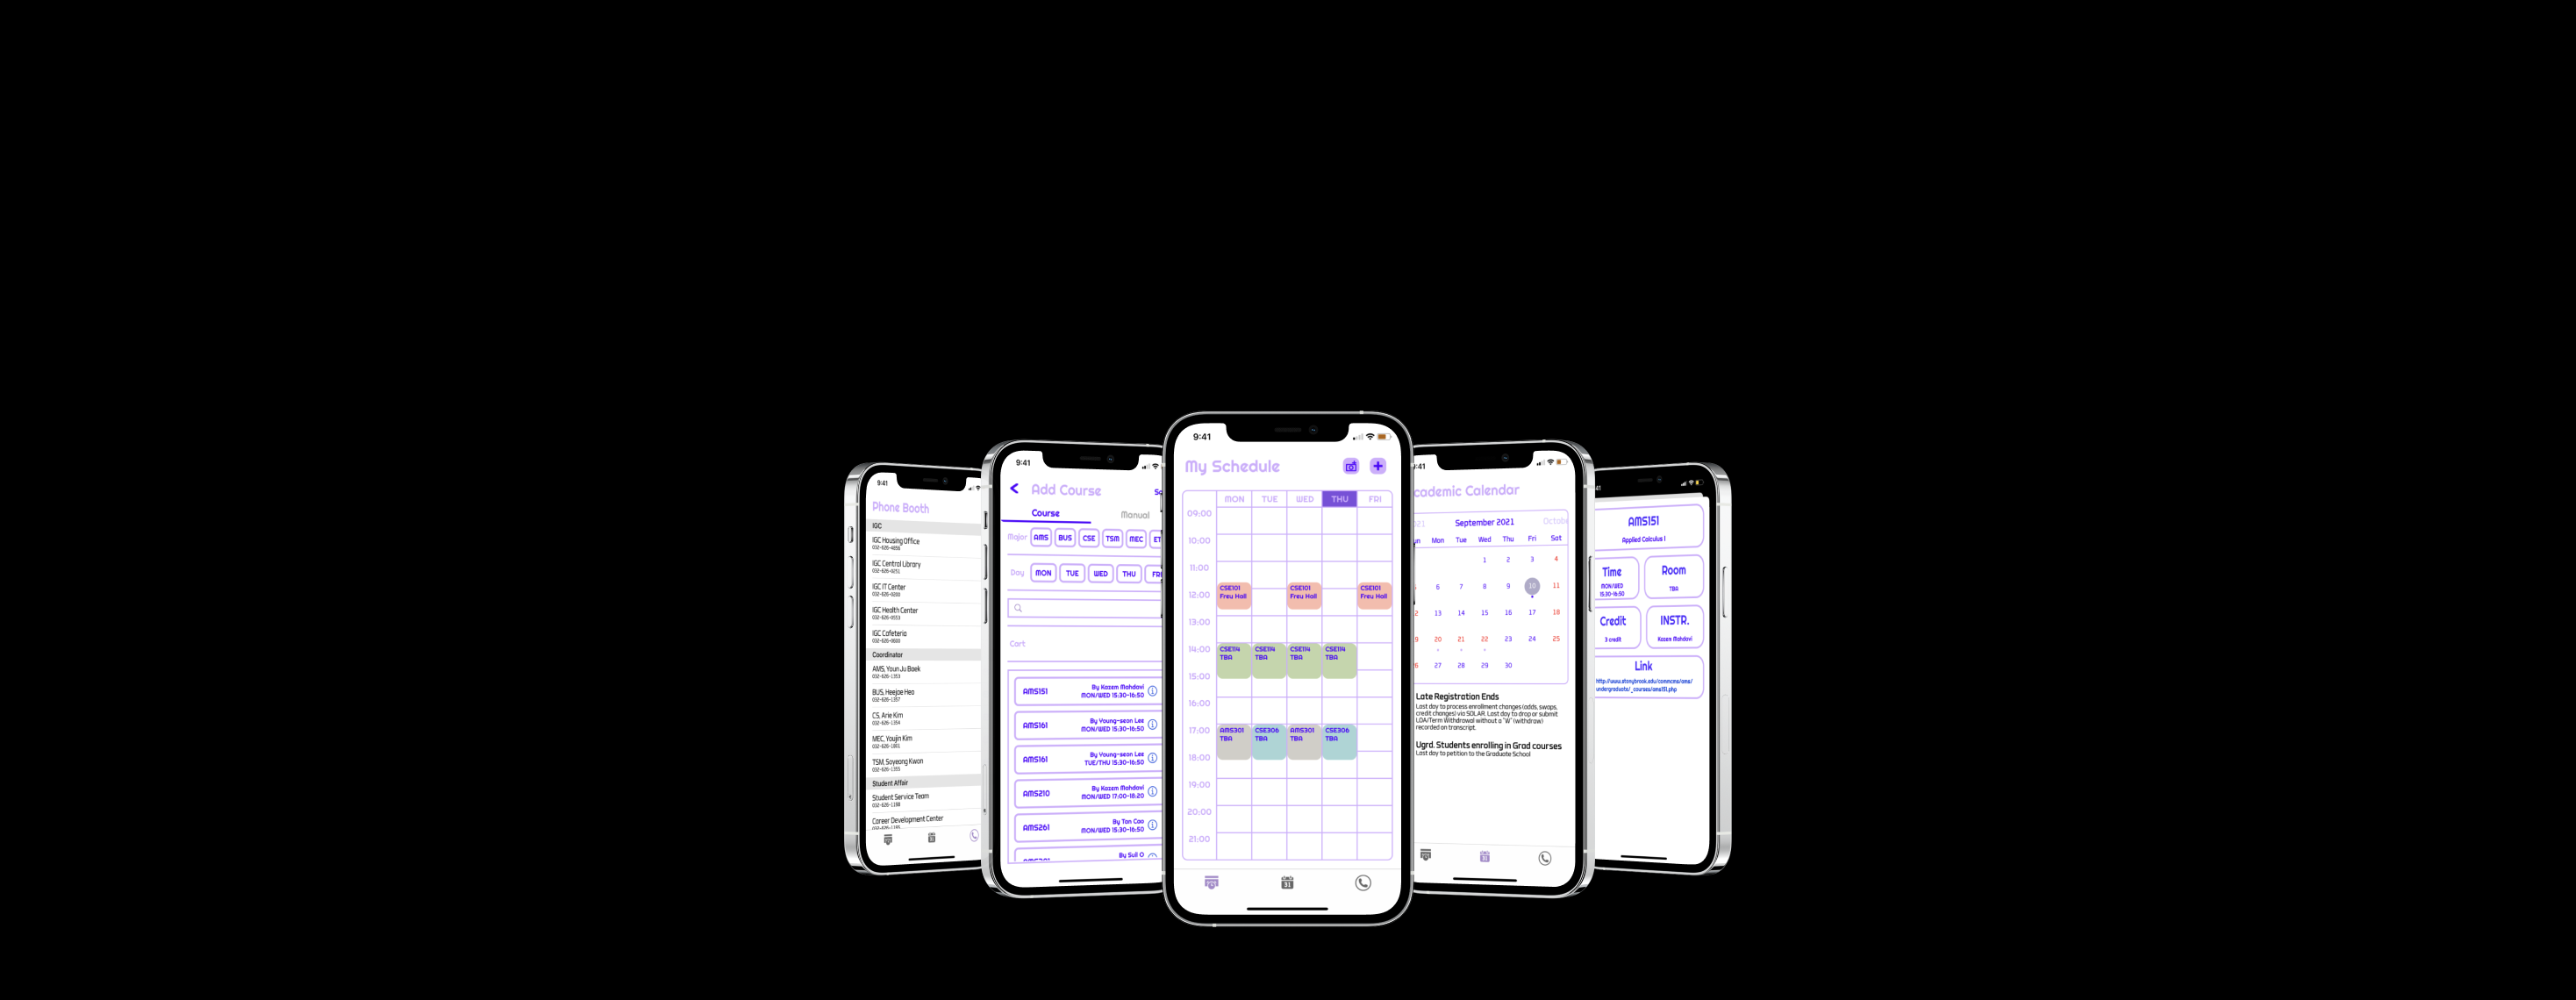 9:41
Phone Booth
IGC
IGC Housing Office
032-626-4866
IGC Central Library
032-626-0251
IGC IT Center
032-626-0200
IGC Health Center
032-626-0553
IGC Cafeteria
032-626-0600
Coordinator
AMS, Youn Ju Baek
032-626-1353
BUS, Heejae Heo
032-626-1357
CS, Arie Kim
032-626-1354
MEC, Youjin Kim
032-626-1801
TSM, Soyeong Kwon
032-626-1355
Student Affair
Student Service Team
032-626-1198
Career Development Center
9:41
Add Course
Course
Manual
Major
AMS
BUS
CSE
TSM
MEC
Day
MON
TUE
WED
THU
FRI
Cart
AMS151
By Kazem Mahdavi
MON/WED 15:30-16:50
AMS161
By Young-seon Lee
MON/WED 15:30-16:50
AMS161
By Young-seon Lee
TUE/THU 15:30-16:50
AMS210
By Kazem Mahdavi
MON/WED 17:00-18:20
AMS261
By Tan Cao
MON/WED 15:30-16:50
9:41
My Schedule
MON TUE WED THU FRI
09:00
10:00
11:00
12:00
13:00
14:00
15:00
16:00
17:00
18:00
19:00
20:00
21:00
CSE101 CSE101 CSE101
Frey Hall Frey Hall Frey Hall
CSE114 CSE114 CSE114 CSE114
TBA TBA TBA TBA
AMS301 CSE306 AMS301 CSE306
TBA TBA TBA TBA
31
:41
cademic Calendar
021 September 2021 Octobe
un Mon Tue Wed Thu Fri Sat
1 2 3 4
6 7 8 9 10 11
2 13 14 15 16 17 18
9 20 21 22 23 24 25
6 27 28 29 30
Late Registration Ends
Last day to process enrollment changes (adds, swaps,
credit changes) via SOLAR. Last day to drop or submit
LOA/Term Withdrawal without a "W" (withdraw)
recorded on transcript.
Ugrd. Students enrolling in Grad courses
Last day to petition to the Graduate School
41
AMS151
Applied Calculus I
Time
MON/WED
15:30-16:50
Room
TBA
Credit
3 credit
INSTR.
Kazem Mahdavi
Link
http://www.stonybrook.edu/commcms/ams/
undergraduate/_courses/ams151.php